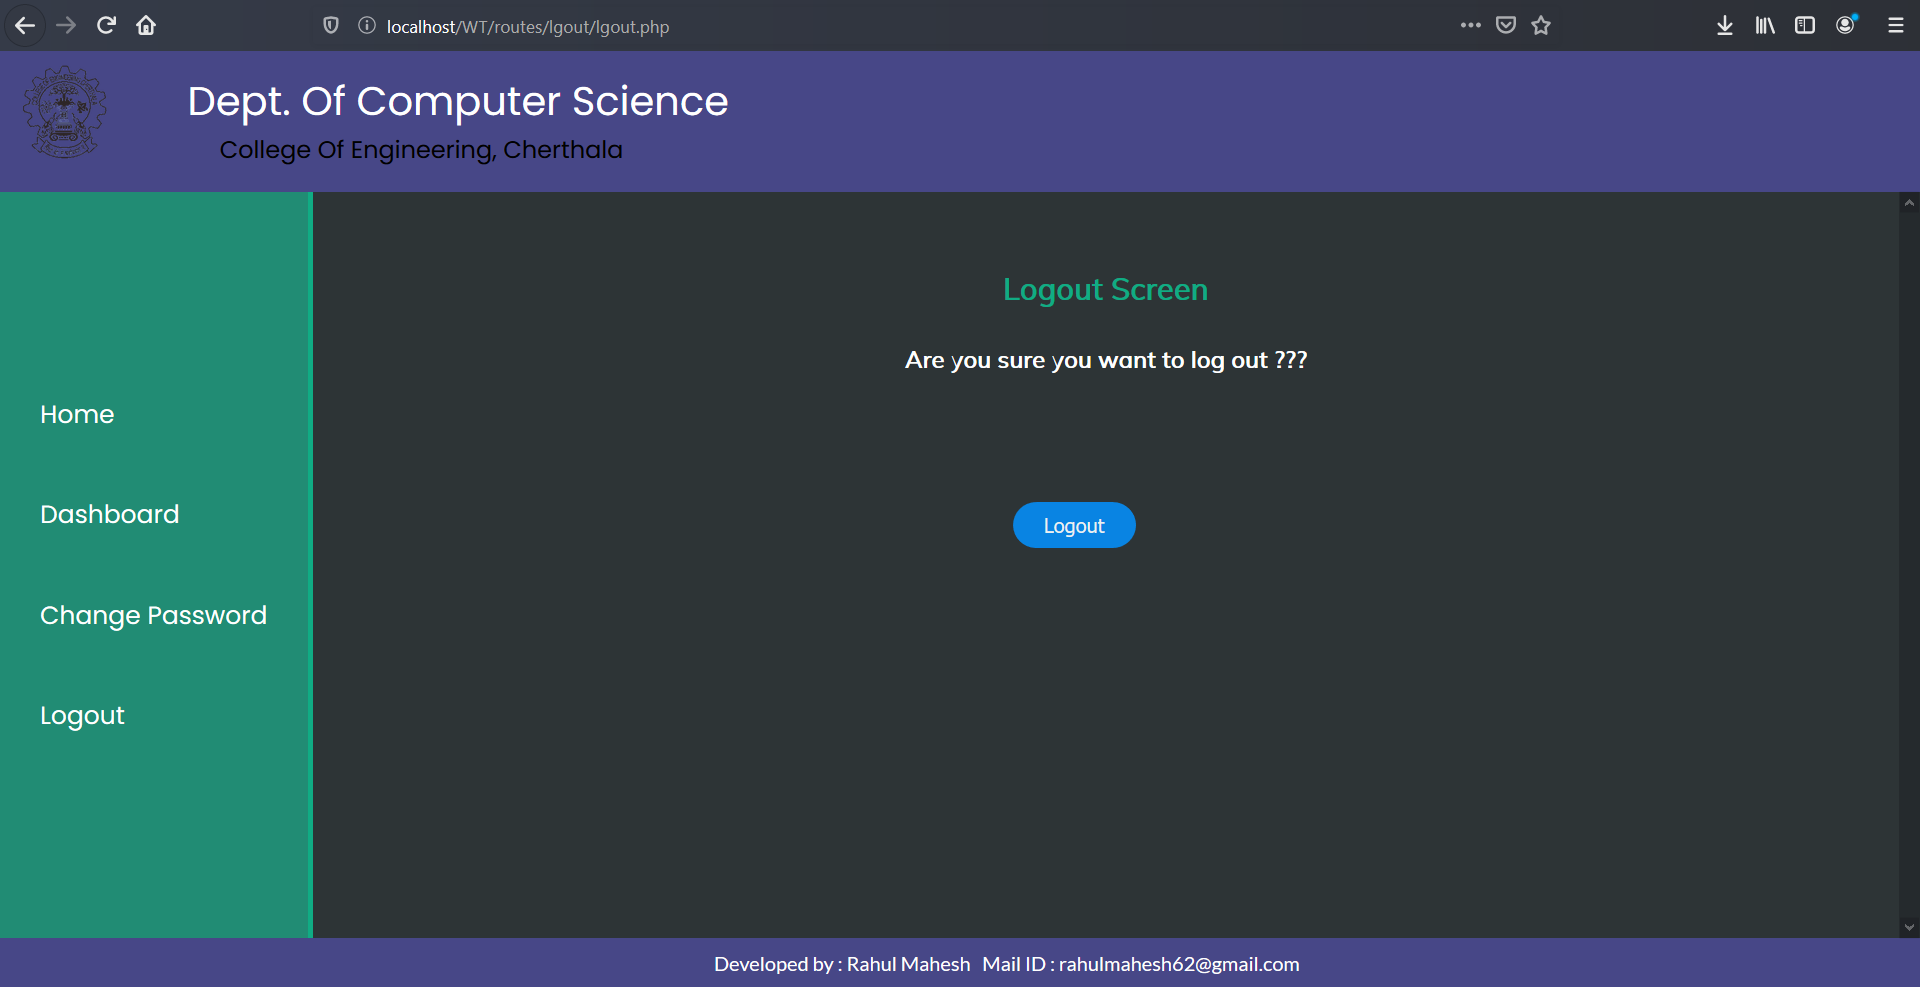 localhost/WT/routes/lgout/lgout.php
Dept. Of Computer Science
College Of Engineering, Cherthala
Home
Dashboard
Change Password
Logout
Logout Screen
Are you sure you want to log out ???
Logout
Developed by : Rahul Mahesh Mail ID : rahulmahesh62@gmail.com